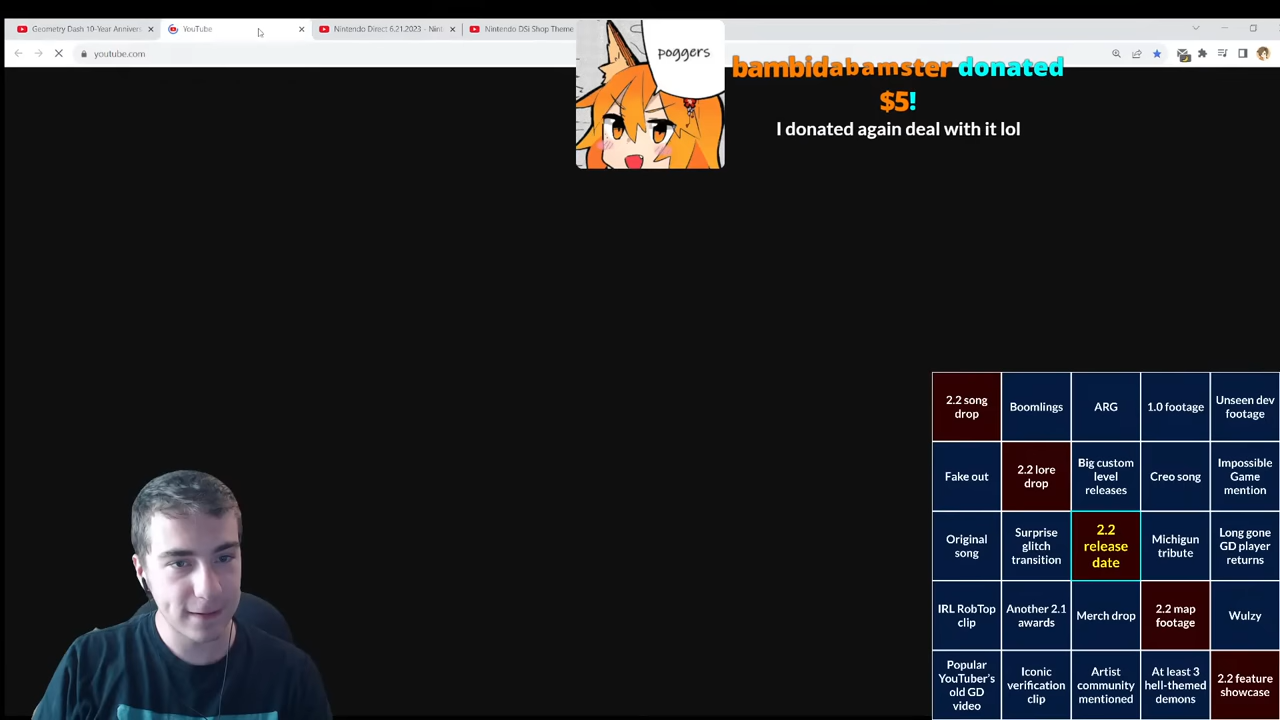 Geometry Dash 10-Year Annivers
YouTube
Nintendo Direct 6.21.2023 - Nint
Nintendo DSi Shop Theme
youtube.com
poggers
bambidabamster donated
$5!
I donated again deal with it lol
2.2 song
drop
Boomlings
ARG
1.0 footage
Unseen dev
footage
Fake out
2.2 lore
drop
Big custom
level
releases
Creo song
Impossible
Game
mention
Original
song
Surprise
glitch
transition
2.2
release
date
Michigun
tribute
Long gone
GD player
returns
IRL RobTop
clip
Another 2.1
awards
Merch drop
2.2 map
footage
Wulzy
Popular
YouTuber's
old GD
video
Iconic
verification
clip
Artist
community
mentioned
At least 3
hell-themed
demons
2.2 feature
showcase